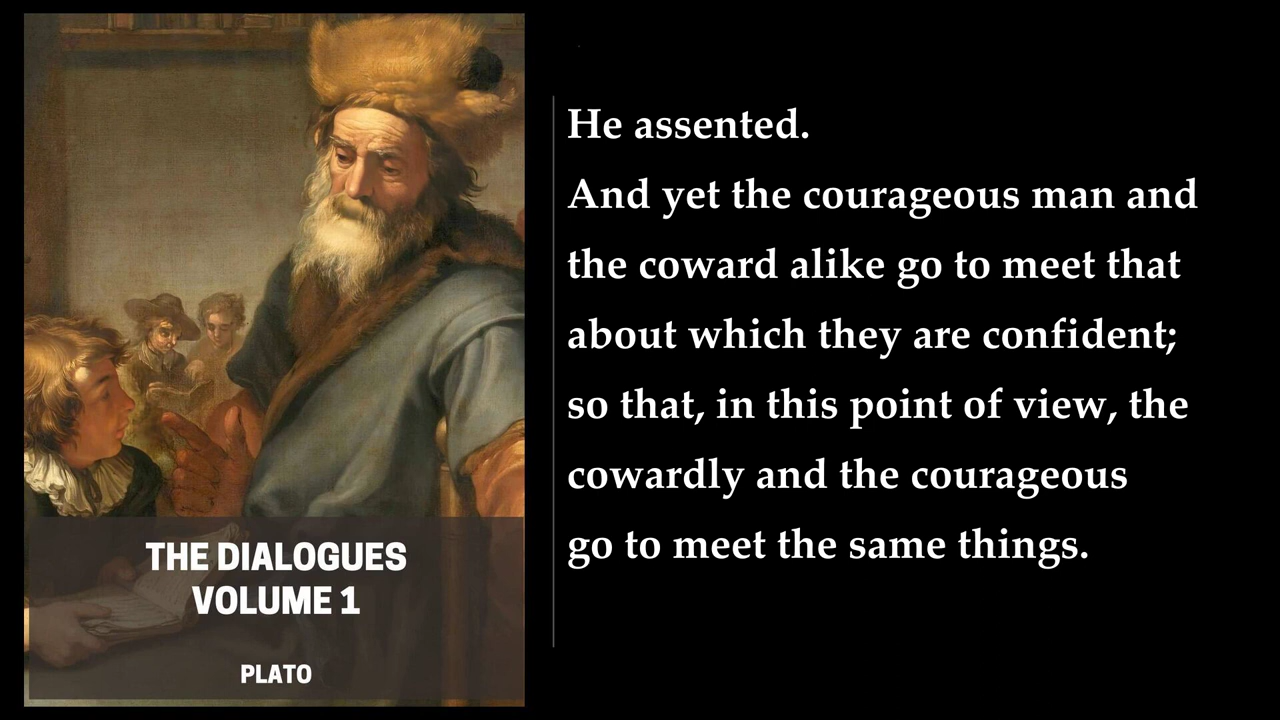 He assented.
And yet the courageous man and
the coward alike go to meet that
about which they are confident;
so that, in this point of view, the
cowardly and the courageous
go to meet the same things.
THE DIALOGUES
VOLUME 1
PLATO